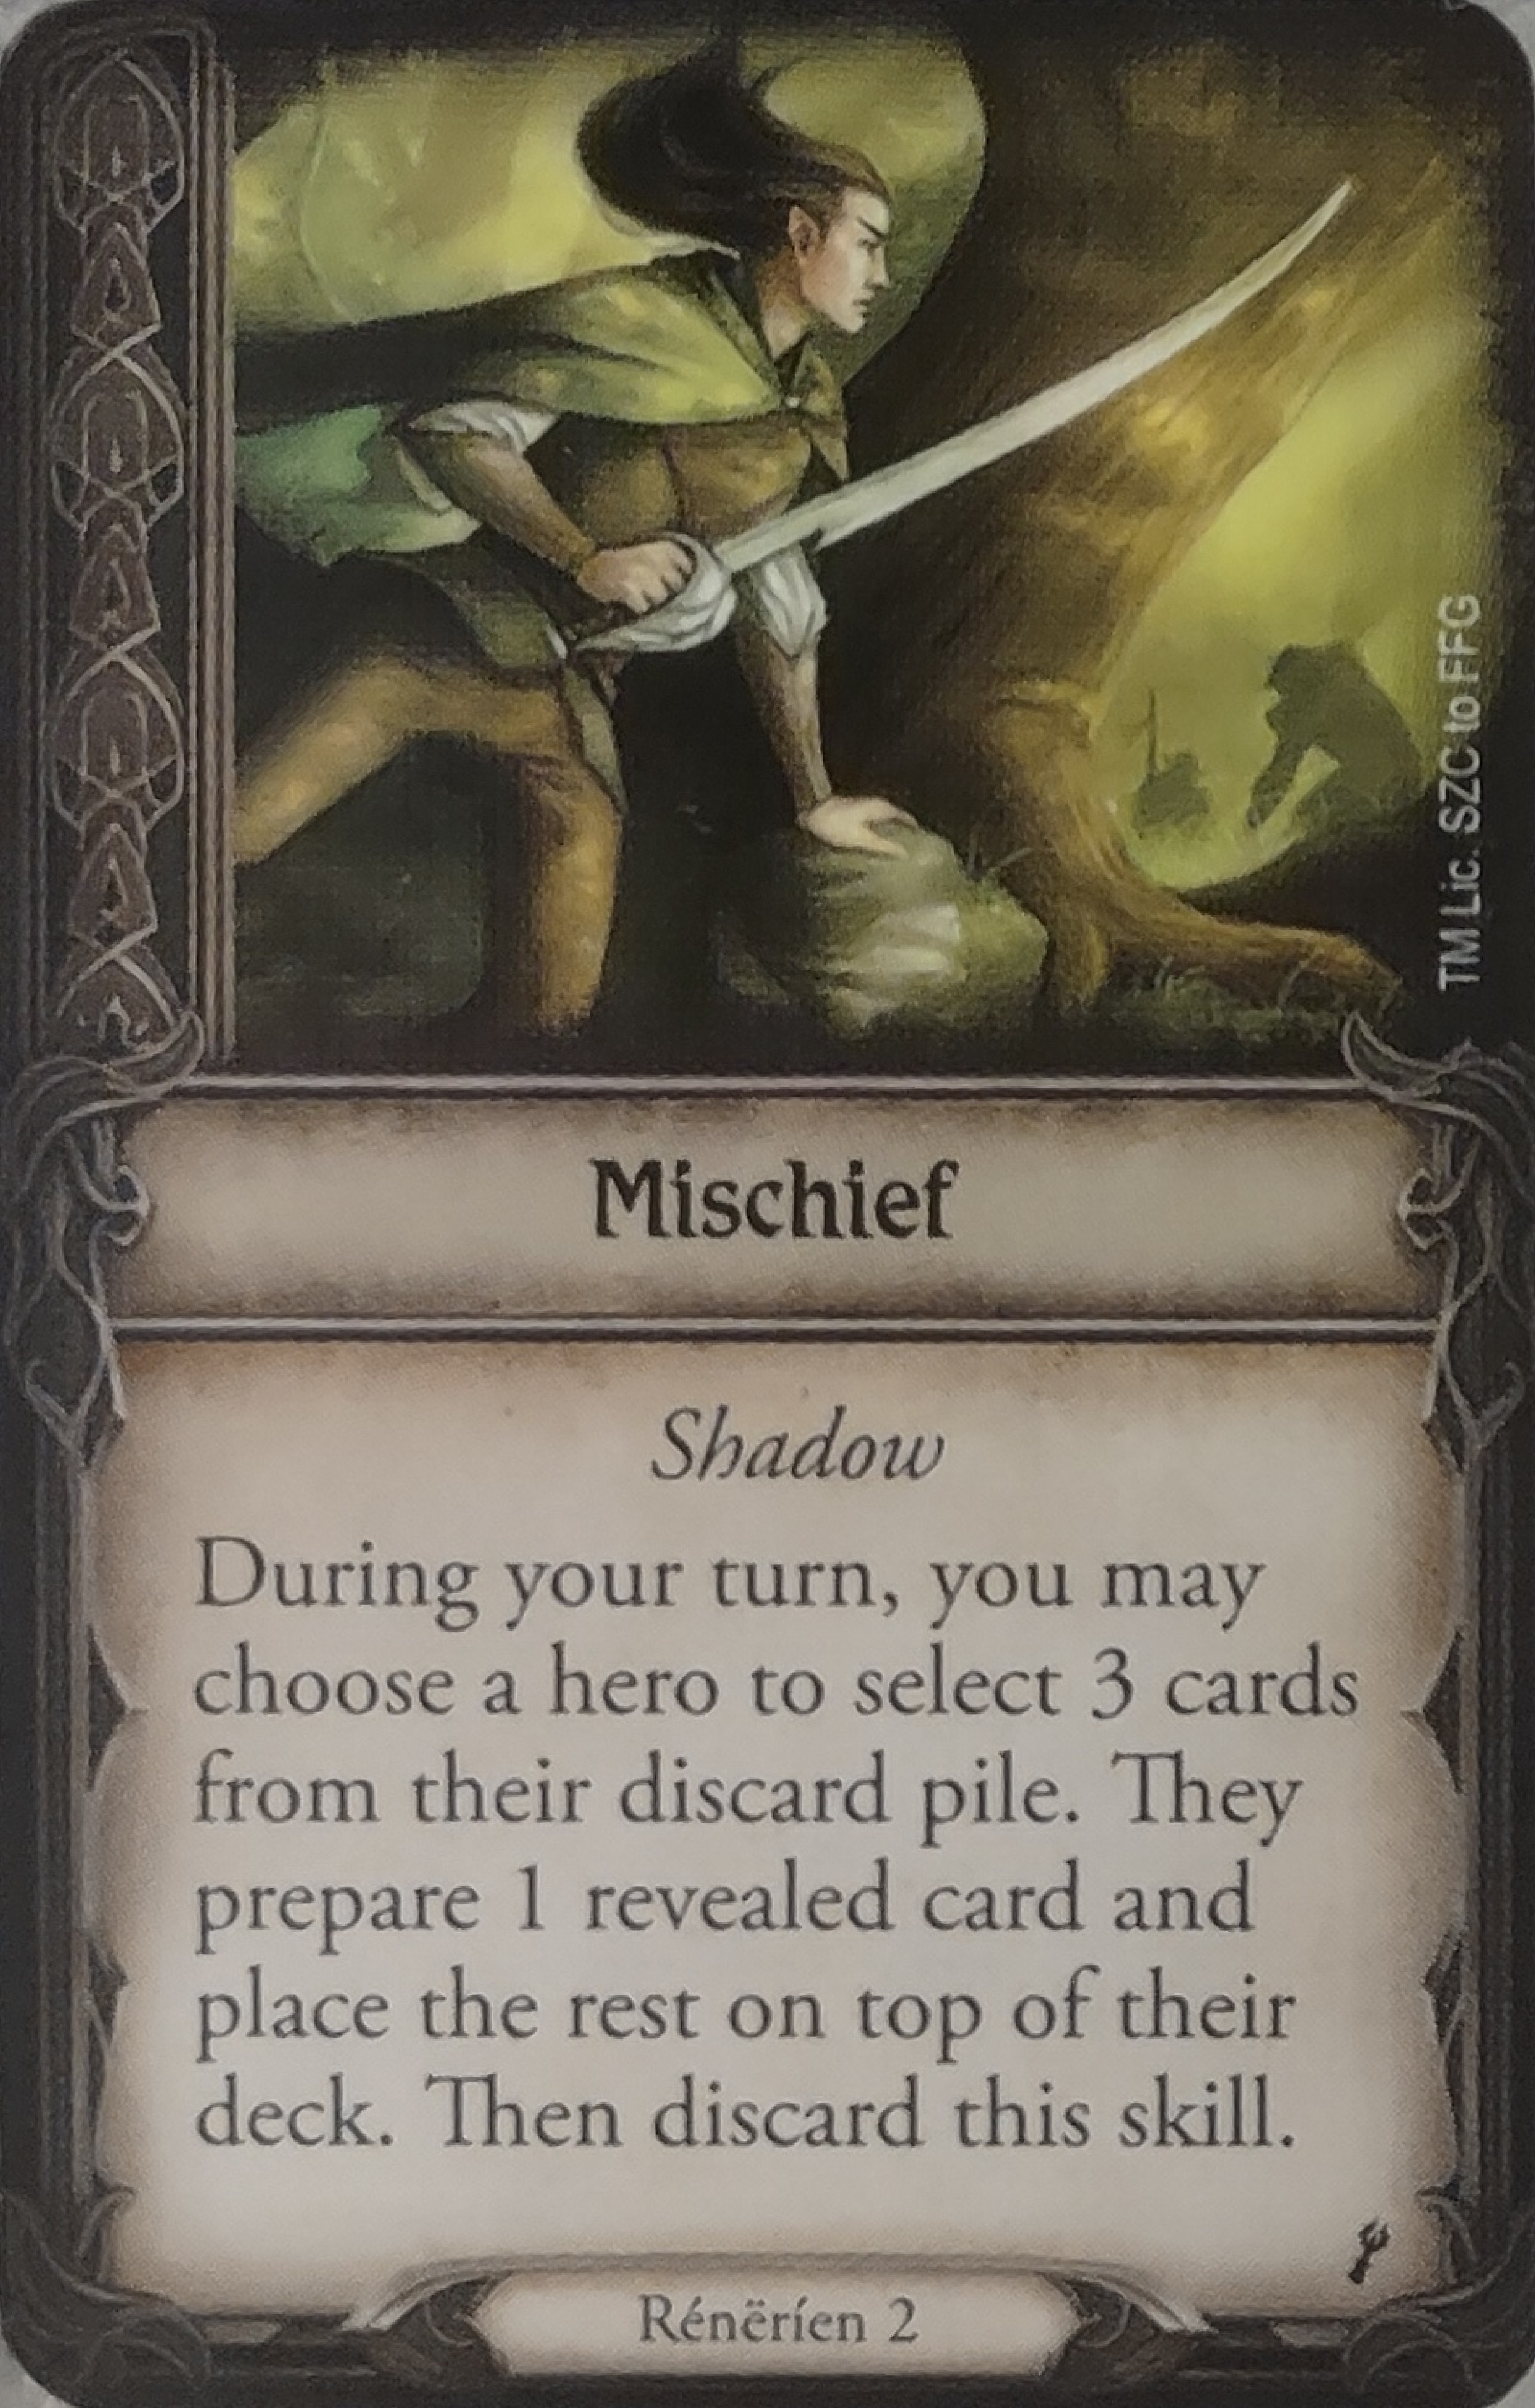 TM Lic. SZC to FFG
Mischief
Shadow
During your turn, you may
choose a hero to select 3 cards
from their discard pile. They
prepare 1 revealed card and
place the rest on top of their
deck. Then discard this skill.
Rénëríen 2